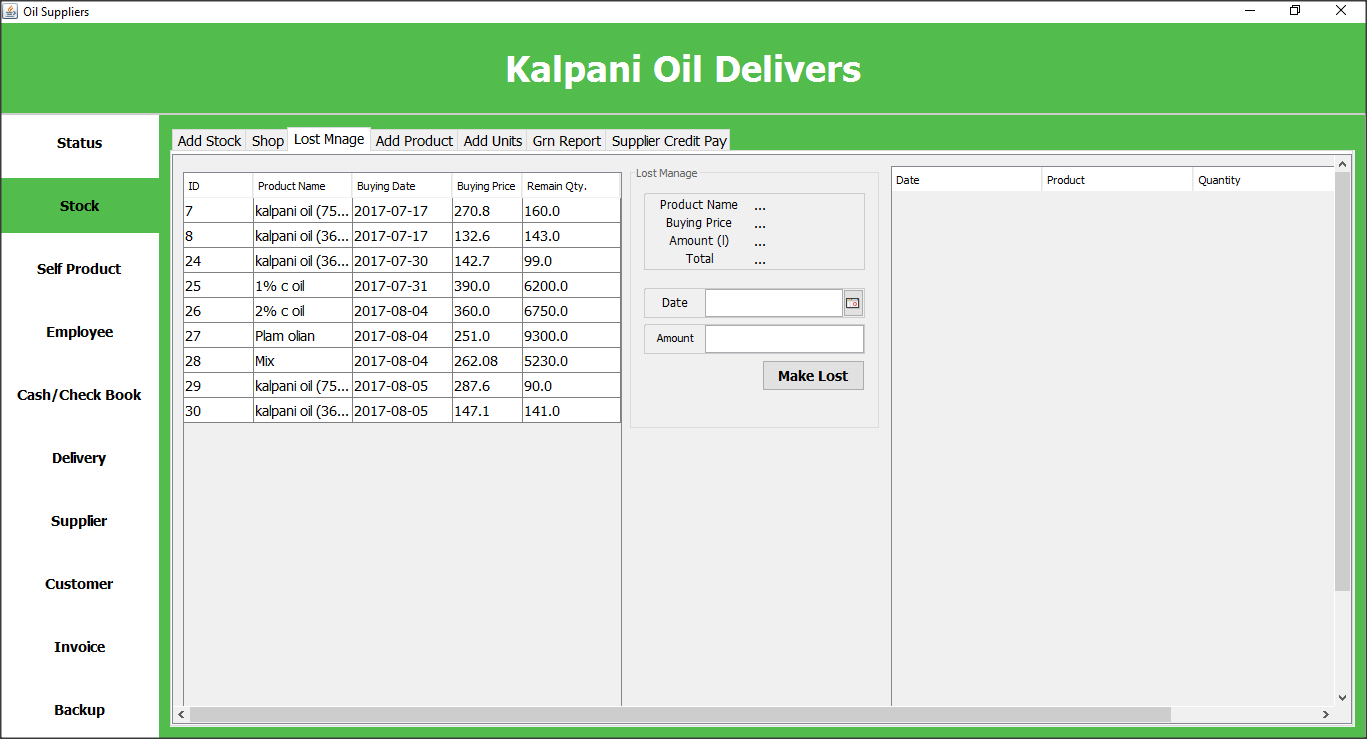 Oil Suppliers
Kalpani Oil Delivers
Status
Stock
Self Product
Employee
Cash/Check Book
Delivery
Supplier
Customer
Invoice
Backup
Add Stock Shop Lost Mnage Add Product Add Units Grn Report Supplier Credit Pay
ID Product Name Buying Date Buying Price Remain Qty.
7 kalpani oil (75... 2017-07-17 270.8 160.0
8 kalpani oil (36... 2017-07-17 132.6 143.0
24 kalpani oil (36... 2017-07-30 142.7 99.0
25 1% c oil 2017-07-31 390.0 6200.0
26 2% c oil 2017-08-04 360.0 6750.0
27 Plam olian 2017-08-04 251.0 9300.0
28 Mix 2017-08-04 262.08 5230.0
29 kalpani oil (75... 2017-08-05 287.6 90.0
30 kalpani oil (36... 2017-08-05 147.1 141.0
Lost Manage
Product Name ...
Buying Price ...
Amount (l) ...
Total ...
Date
Amount
Make Lost
Date Product Quantity